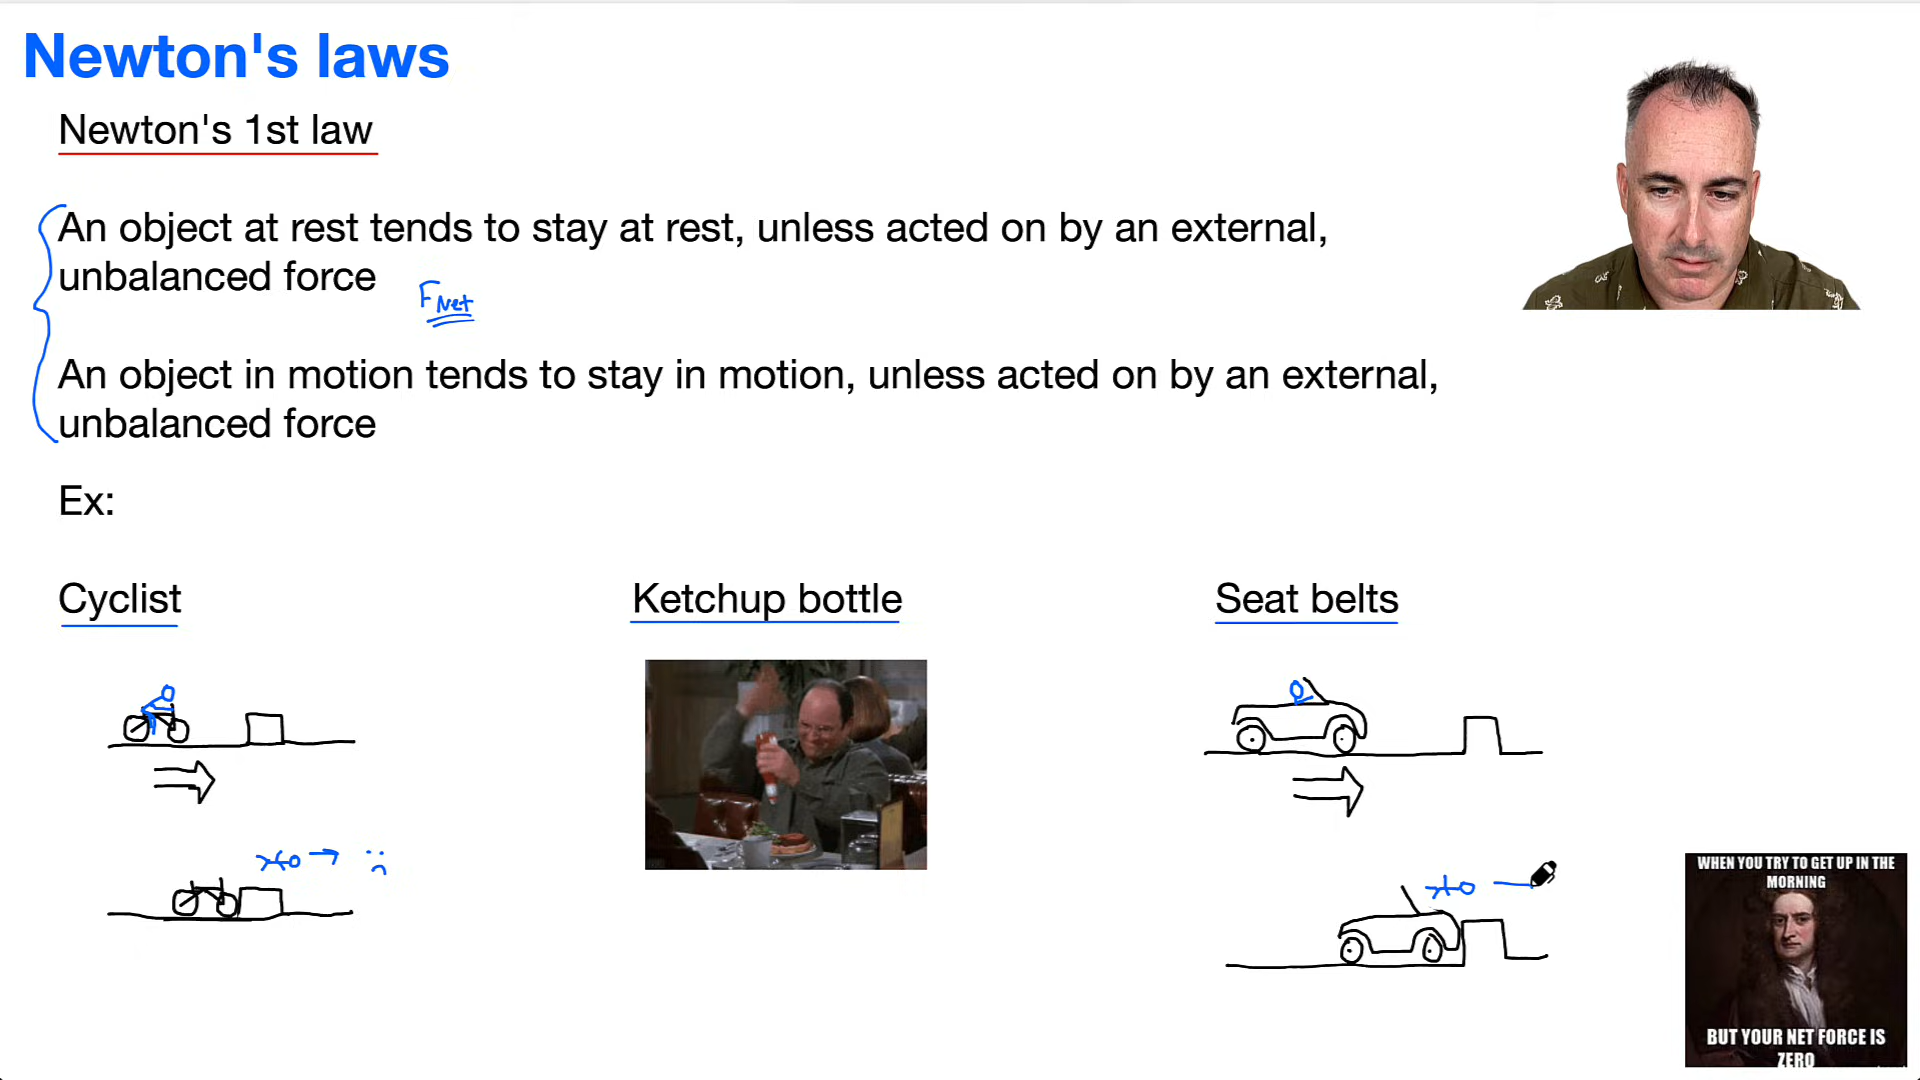 Newton's laws
Newton's 1st law
An object at rest tends to stay at rest, unless acted on by an external,
unbalanced force
FNet
An object in motion tends to stay in motion, unless acted on by an external,
unbalanced force
Ex:
Cyclist
Ketchup bottle
Seat belts
WHEN YOU TRY TO GET UP IN THE
MORNING
BUT YOUR NET FORCE IS
ZERO